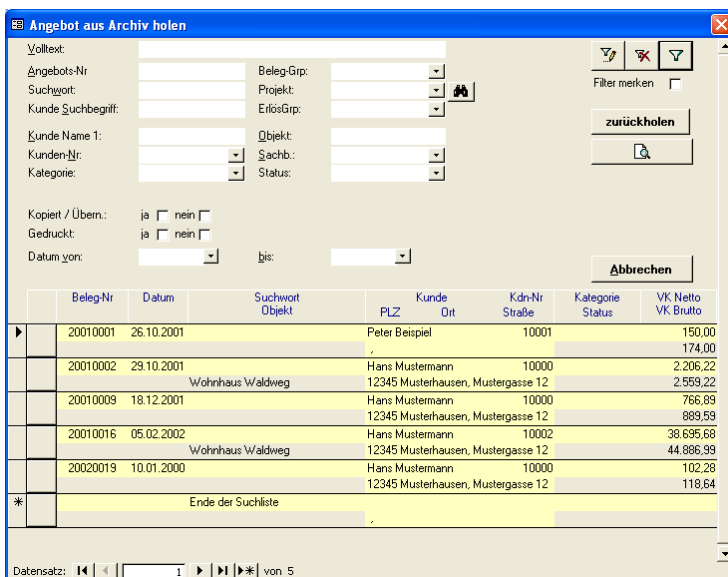 Angebot aus Archiv holen
Volltext:
Angebots-Nr Beleg-Grp:
Suchwort: Projekt:
Filter merken
Kunde Suchbegriff: ErlösGrp:
zurückholen
Kunde Name 1: Objekt:
Kunden-Nr: Sachb.:
Kategorie: Status:
Kopiert / Übern.: ja nein
Gedruckt: ja nein
Datum von: bis:
Abbrechen
Beleg-Nr Datum Suchwort Kunde Kdn-Nr Kategorie VK Netto
Objekt PLZ Ort Straße Status VK Brutto
20010001 26.10.2001 Peter Beispiel 10001 150,00
, 174,00
20010002 29.10.2001 Hans Mustermann 10000 2.206,22
Wohnhaus Waldweg 12345 Musterhausen, Mustergasse 12 2.559,22
20010009 18.12.2001 Hans Mustermann 10000 766,89
12345 Musterhausen, Mustergasse 12 889,59
20010016 05.02.2002 Hans Mustermann 10002 38.695,68
Wohnhaus Waldweg 12345 Musterhausen, Mustergasse 12 44.886,99
20020019 10.01.2000 Hans Mustermann 10000 102,28
12345 Musterhausen, Mustergasse 12 118,64
Ende der Suchliste
,
Datensatz: 1 von 5